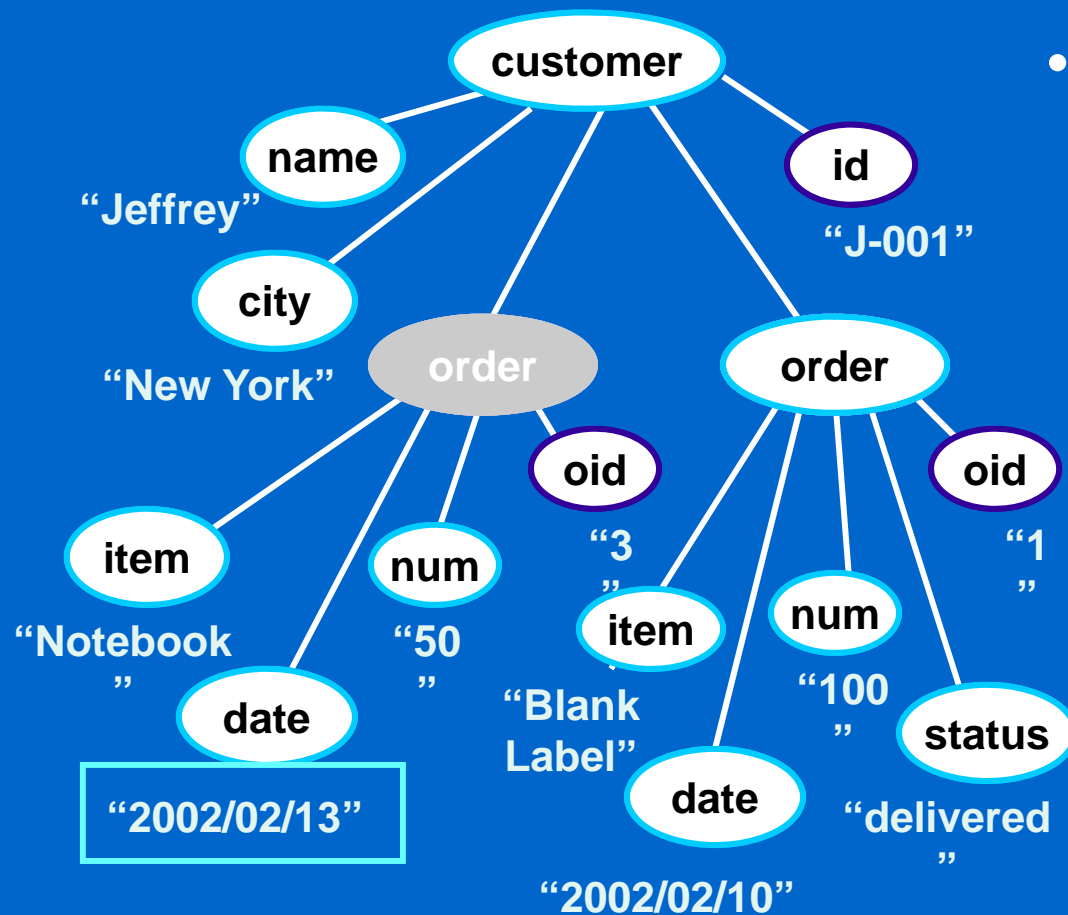 customer
•
name
id
“Jeffrey”
“J-001”
city
“New York”
order
order
oid
oid
“3
”
“1
”
item
num
item
num
“Notebook
”
“50
”
“Blank
Label”
“100
”
date
status
date
“2002/02/13”
“delivered
”
“2002/02/10”